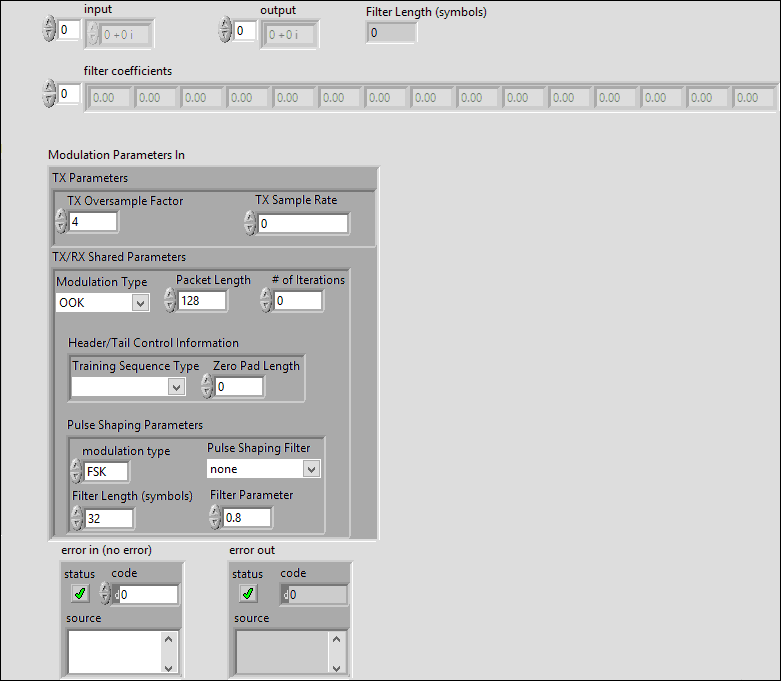 input output Filter Length (symbols)
0 0 +0 i 0 0 +0 i 0
filter coefficients
0 0.00 0.00 0.00 0.00 0.00 0.00 0.00 0.00 0.00 0.00 0.00 0.00 0.00 0.00 0.00
Modulation Parameters In
TX Parameters
TX Oversample Factor TX Sample Rate
4 0
TX/RX Shared Parameters
Modulation Type Packet Length # of Iterations
OOK 128 0
Header/Tail Control Information
Training Sequence Type Zero Pad Length
0
Pulse Shaping Parameters
modulation type Pulse Shaping Filter
FSK none
Filter Length (symbols) Filter Parameter
32 0.8
error in (no error) error out
status code status code
d0 d0
source source